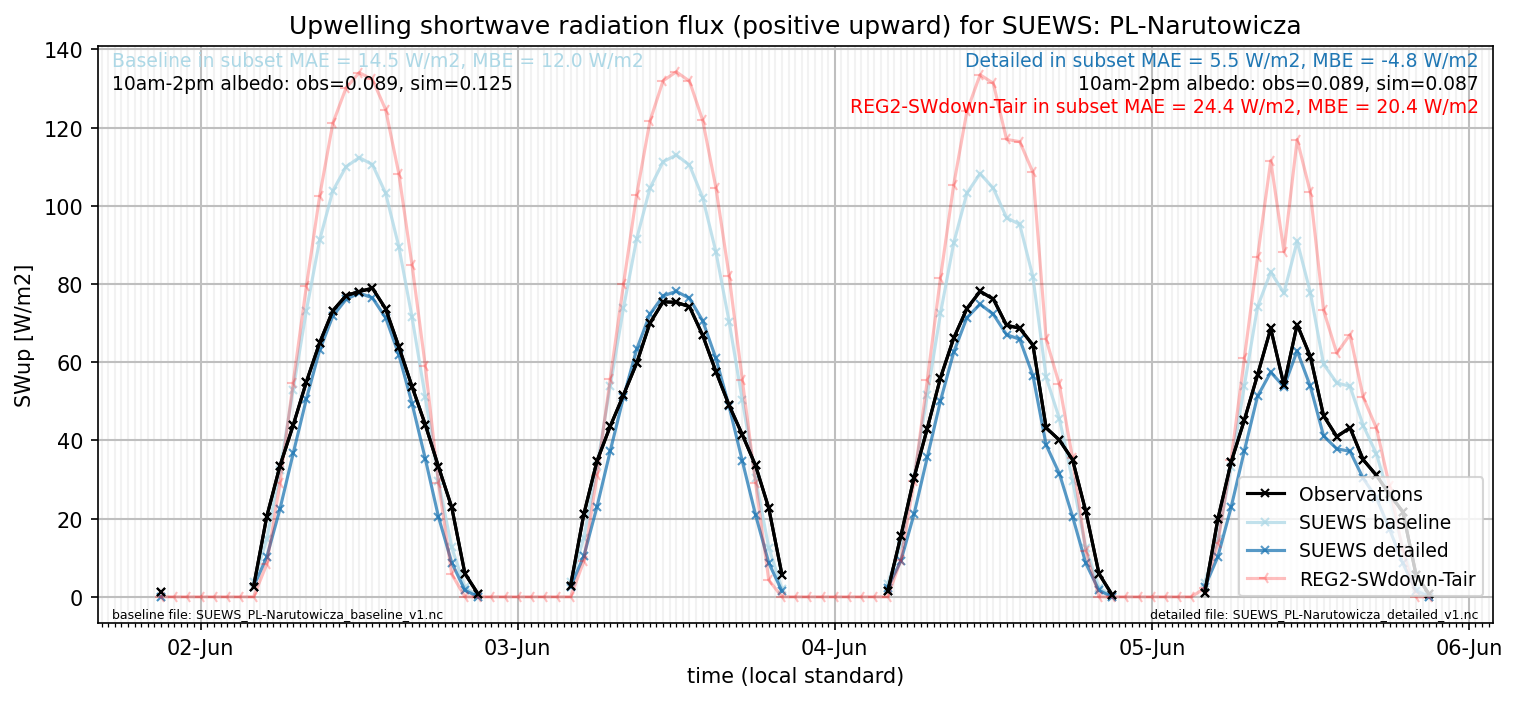 Upwelling shortwave radiation flux (positive upward) for SUEWS: PL-Narutowicza
Baseline in subset MAE = 14.5 W/m2, MBE = 12.0 W/m2
10am-2pm albedo: obs=0.089, sim=0.125
Detailed in subset MAE = 5.5 W/m2, MBE = -4.8 W/m2
10am-2pm albedo: obs=0.089, sim=0.087
REG2-SWdown-Tair in subset MAE = 24.4 W/m2, MBE = 20.4 W/m2
SWup [W/m2]
140
120
100
80
60
40
20
0
Observations
SUEWS baseline
SUEWS detailed
REG2-SWdown-Tair
baseline file: SUEWS_PL-Narutowicza_baseline_v1.nc
detailed file: SUEWS_PL-Narutowicza_detailed_v1.nc
02-Jun
03-Jun
04-Jun
05-Jun
06-Jun
time (local standard)